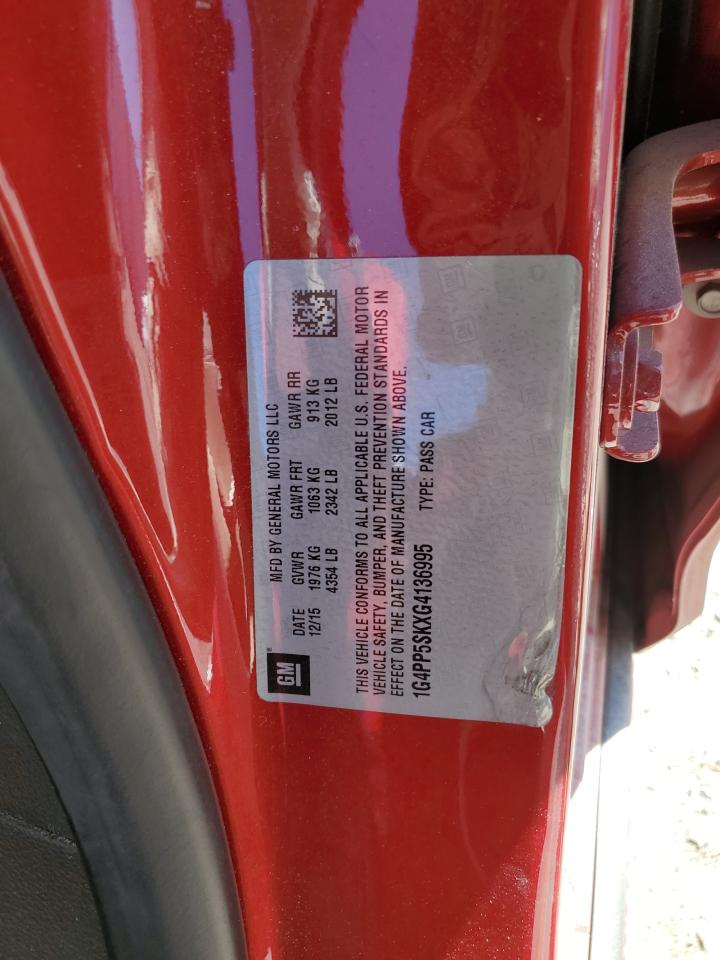 GM®
MFD BY GENERAL MOTORS LLC
DATE GVWR GAWR FRT GAWR RR
12/15 1976 KG 1063 KG 913 KG
4354 LB 2342 LB 2012 LB
THIS VEHICLE CONFORMS TO ALL APPLICABLE U.S. FEDERAL MOTOR
VEHICLE SAFETY, BUMPER, AND THEFT PREVENTION STANDARDS IN
EFFECT ON THE DATE OF MANUFACTURE SHOWN ABOVE.
1G4PP5SKXG4136995 TYPE: PASS CAR